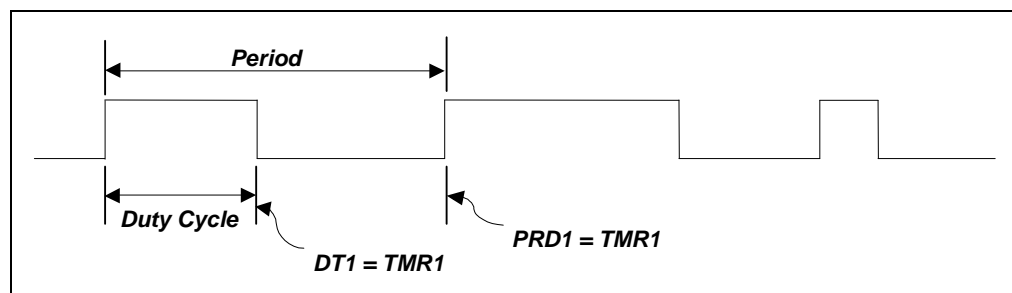 Period
Duty Cycle
PRD1 = TMR1
DT1 = TMR1